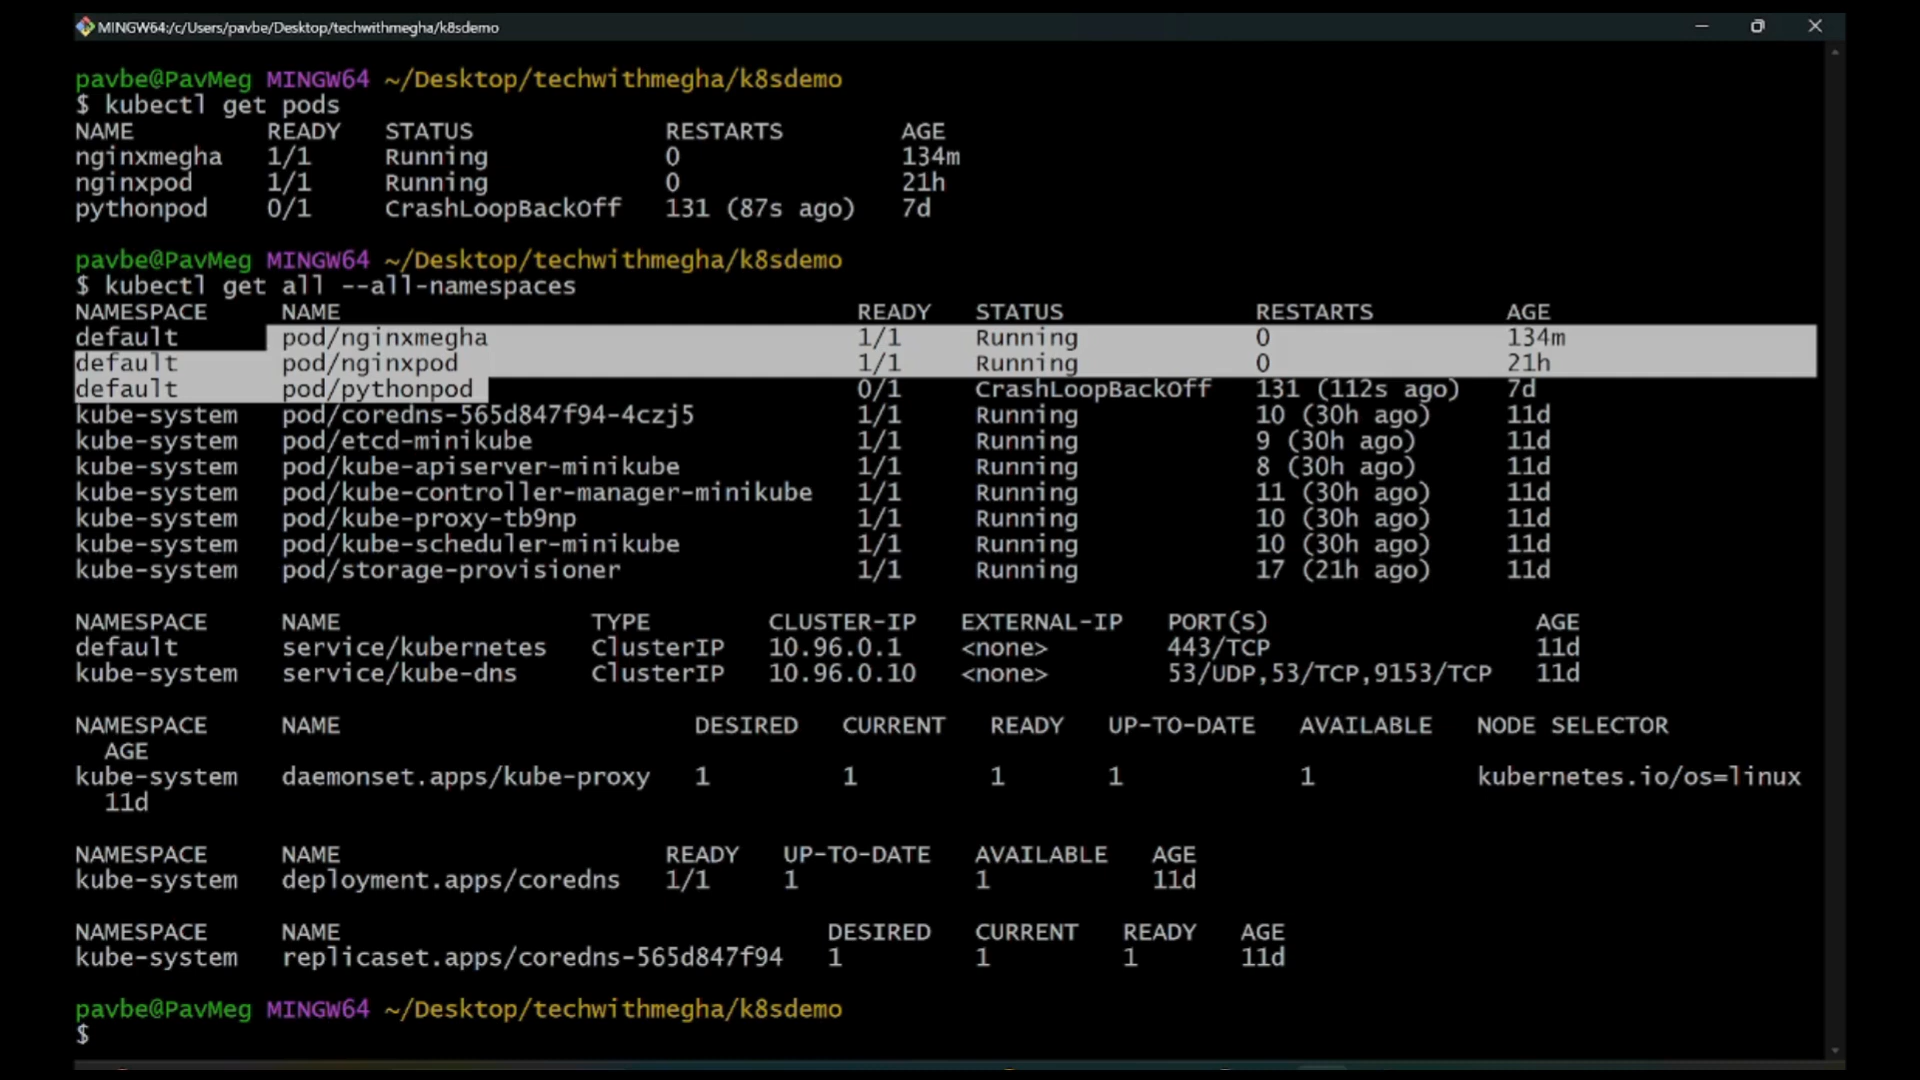 MINGW64:/c/Users/pavbe/Desktop/techwithmegha/k8sdemo
pavbe@PavMeg MINGW64 ~/Desktop/techwithmegha/k8sdemo
$ kubectl get pods
NAME READY STATUS RESTARTS AGE
nginxmegha 1/1 Running 0 134m
nginxpod 1/1 Running 0 21h
pythonpod 0/1 CrashLoopBackOff 131 (87s ago) 7d
pavbe@PavMeg MINGW64 ~/Desktop/techwithmegha/k8sdemo
$ kubectl get all --all-namespaces
NAMESPACE NAME READY STATUS RESTARTS AGE
default pod/nginxmegha 1/1 Running 0 134m
default pod/nginxpod 1/1 Running 0 21h
default pod/pythonpod 0/1 CrashLoopBackOff 131 (112s ago) 7d
kube-system pod/coredns-565d847f94-4czj5 1/1 Running 10 (30h ago) 11d
kube-system pod/etcd-minikube 1/1 Running 9 (30h ago) 11d
kube-system pod/kube-apiserver-minikube 1/1 Running 8 (30h ago) 11d
kube-system pod/kube-controller-manager-minikube 1/1 Running 11 (30h ago) 11d
kube-system pod/kube-proxy-tb9np 1/1 Running 10 (30h ago) 11d
kube-system pod/kube-scheduler-minikube 1/1 Running 10 (30h ago) 11d
kube-system pod/storage-provisioner 1/1 Running 17 (21h ago) 11d
NAMESPACE NAME TYPE CLUSTER-IP EXTERNAL-IP PORT(S) AGE
default service/kubernetes ClusterIP 10.96.0.1 <none> 443/TCP 11d
kube-system service/kube-dns ClusterIP 10.96.0.10 <none> 53/UDP,53/TCP,9153/TCP 11d
NAMESPACE NAME DESIRED CURRENT READY UP-TO-DATE AVAILABLE NODE SELECTOR
AGE
kube-system daemonset.apps/kube-proxy 1 1 1 1 1 kubernetes.io/os=linux
11d
NAMESPACE NAME READY UP-TO-DATE AVAILABLE AGE
kube-system deployment.apps/coredns 1/1 1 1 11d
NAMESPACE NAME DESIRED CURRENT READY AGE
kube-system replicaset.apps/coredns-565d847f94 1 1 1 11d
pavbe@PavMeg MINGW64 ~/Desktop/techwithmegha/k8sdemo
$